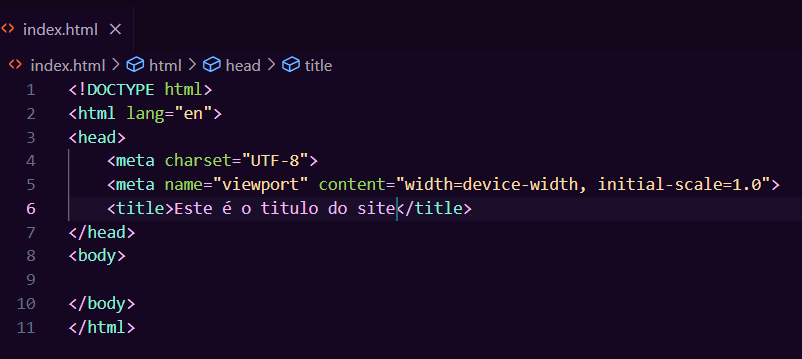 index.html
index.html > html > head > title
1 <!DOCTYPE html>
2 <html lang="en">
3 <head>
4     <meta charset="UTF-8">
5     <meta name="viewport" content="width=device-width, initial-scale=1.0">
6     <title>Este é o titulo do site</title>
7 </head>
8 <body>
9
10 </body>
11 </html>